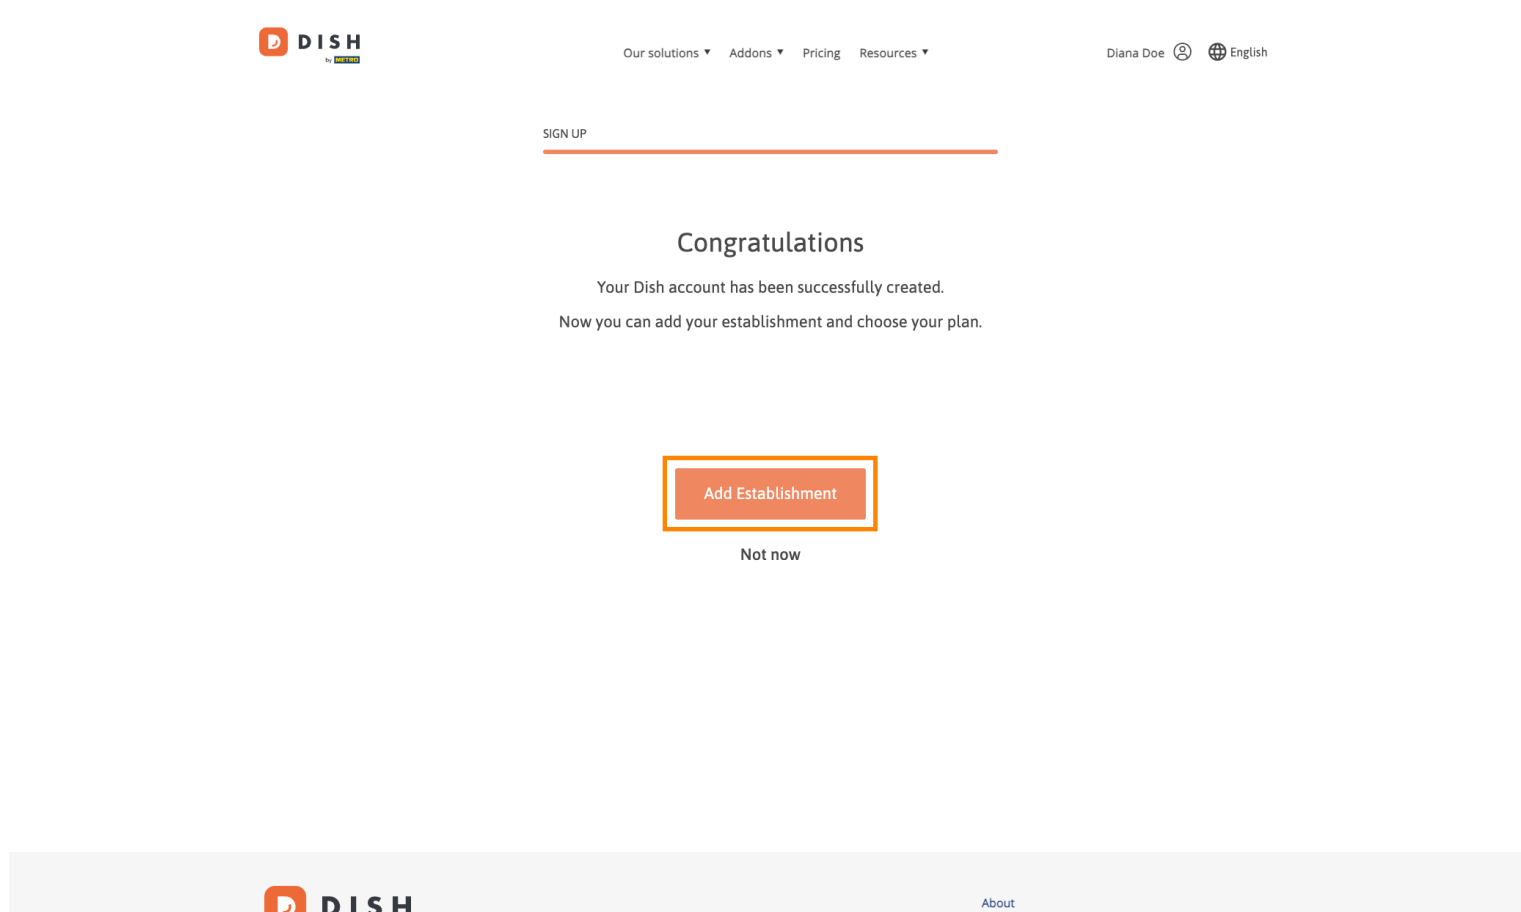 DISH
by METRO
Our solutions ▼ Addons ▼ Pricing Resources ▼
Diana Doe English
SIGN UP
Congratulations
Your Dish account has been successfully created.
Now you can add your establishment and choose your plan.
Add Establishment
Not now
DISH
About